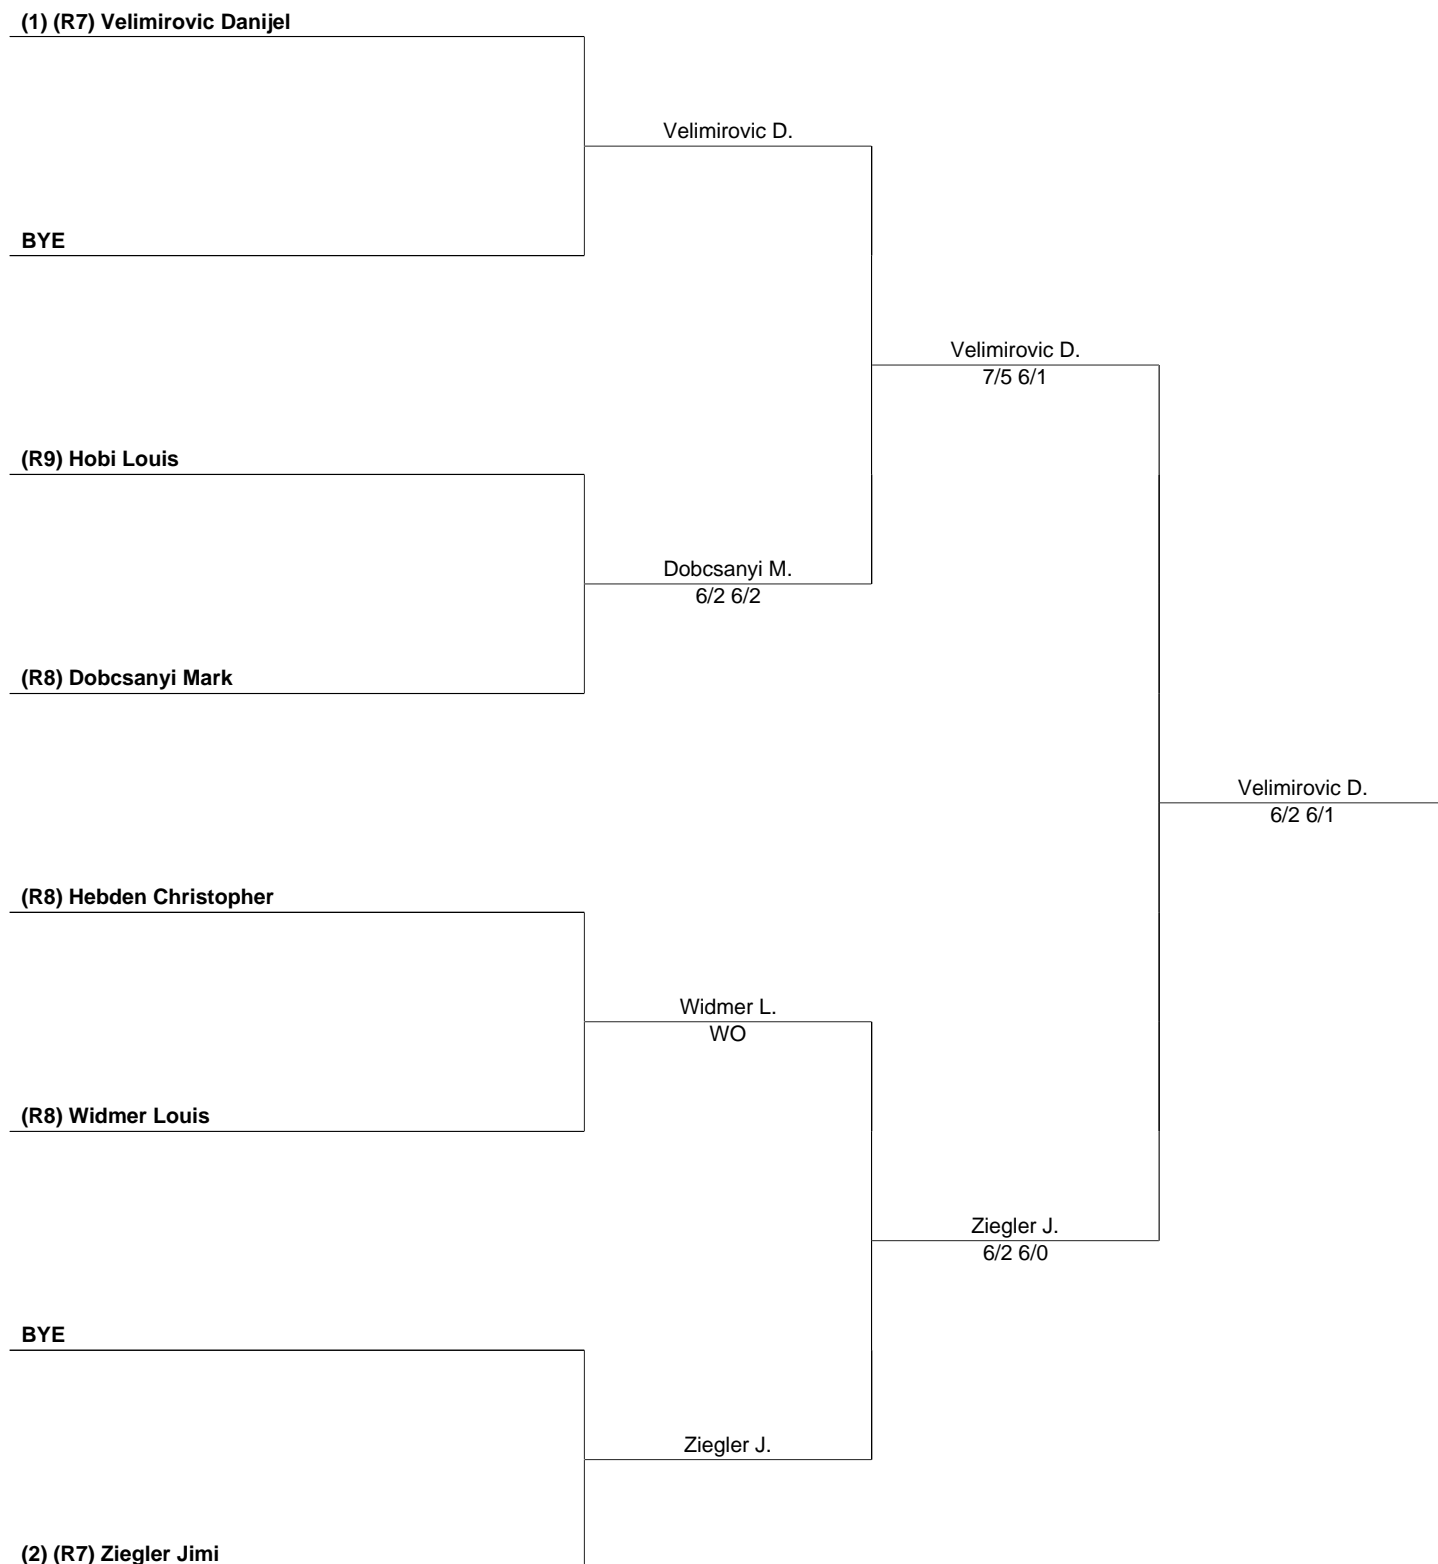 (1) (R7) Velimirovic Danijel
Velimirovic D.
BYE
Velimirovic D.
7/5 6/1
(R9) Hobi Louis
Dobcsanyi M.
6/2 6/2
(R8) Dobcsanyi Mark
Velimirovic D.
6/2 6/1
(R8) Hebden Christopher
Widmer L.
WO
(R8) Widmer Louis
Ziegler J.
6/2 6/0
BYE
Ziegler J.
(2) (R7) Ziegler Jimi